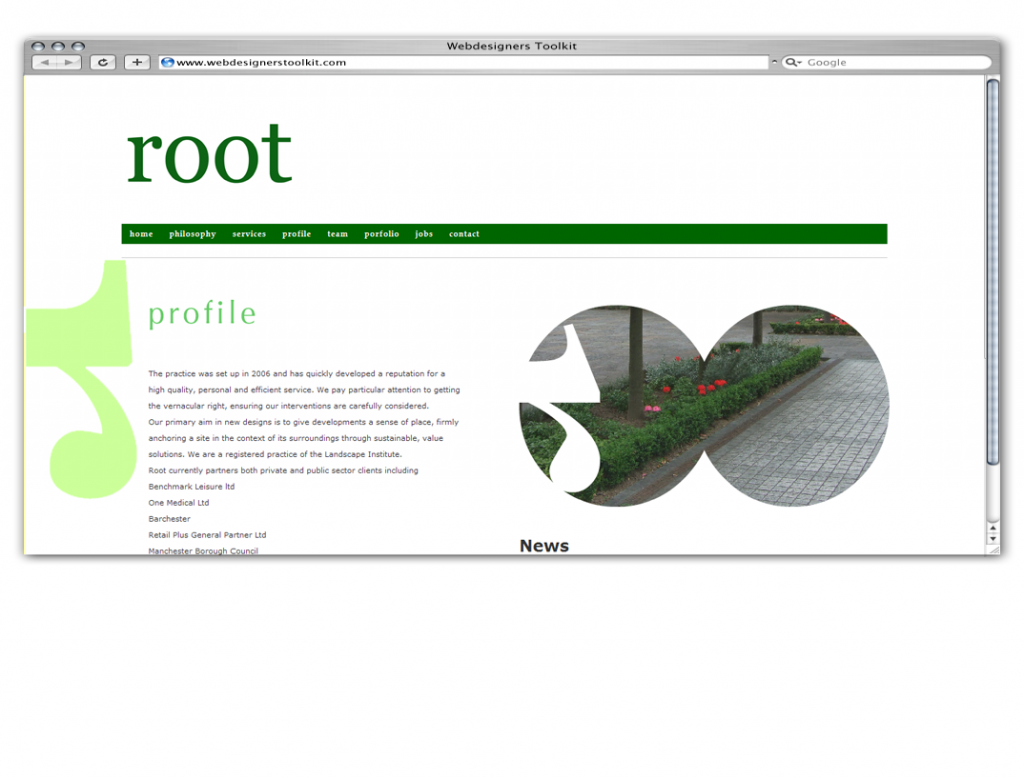 Webdesigners Toolkit
www.webdesignerstoolkit.com
Google
root
home philosophy services profile team porfolio jobs contact
r
profile
The practice was set up in 2006 and has quickly developed a reputation for a
high quality, personal and efficient service. We pay particular attention to getting
the vernacular right, ensuring our interventions are carefully considered.
Our primary aim in new designs is to give developments a sense of place, firmly
anchoring a site in the context of its surroundings through sustainable, value
solutions. We are a registered practice of the Landscape Institute.
Root currently partners both private and public sector clients including
Benchmark Leisure ltd
One Medical Ltd
Barchester
Retail Plus General Partner Ltd
Manchester Borough Council
News